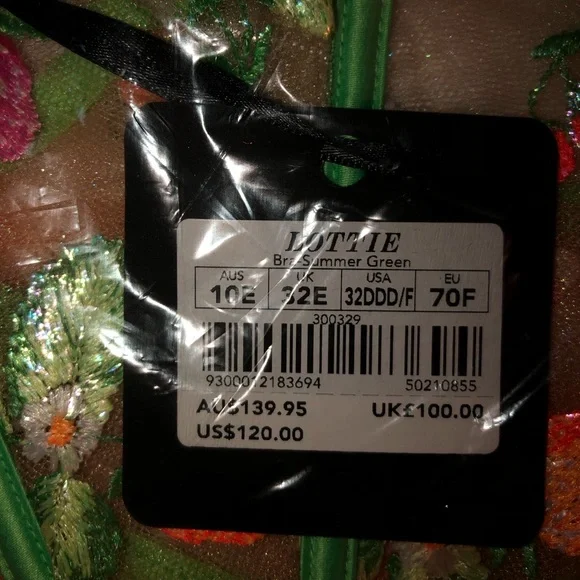 LOTTIE
Bra-Summer Green
AUS UK USA EU
10E 32E 32DDD/F 70F
300329
9300012183694 50210855
AU$139.95 UK£100.00
US$120.00